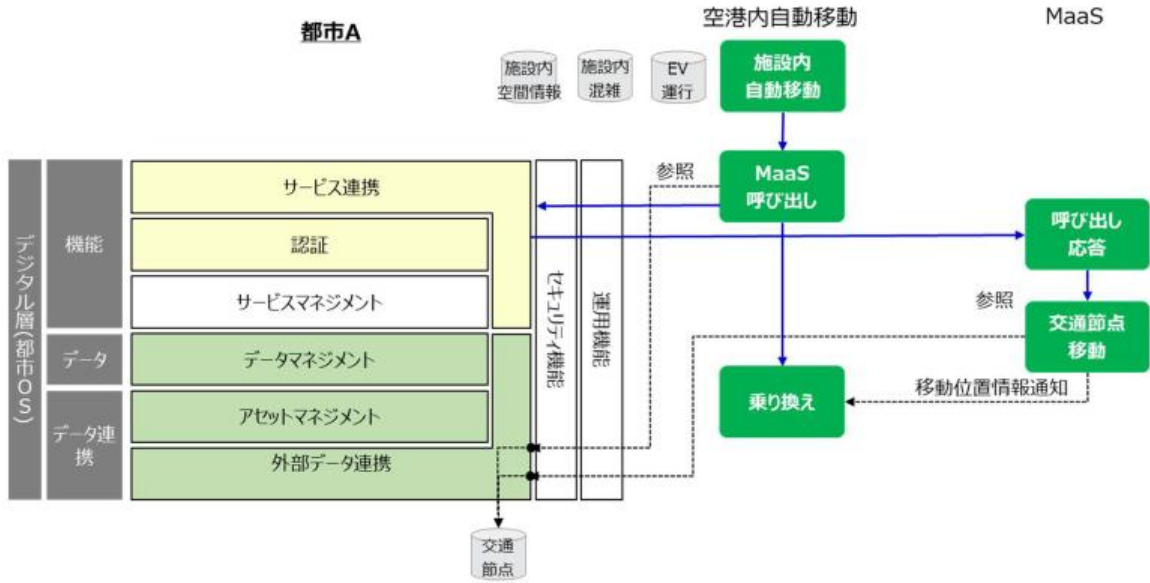 都市A
空港内自動移動
MaaS
施設内
空間情報
施設内
混雑
EV
運行
施設内
自動移動
参照
MaaS
呼び出し
デジタル層(都市OS)
機能
データ
データ連
携
サービス連携
認証
サービスマネジメント
データマネジメント
アセットマネジメント
外部データ連携
セキュリティ機能
運用機能
呼び出し
応答
参照
交通節点
移動
乗り換え
移動位置情報通知
交通
節点